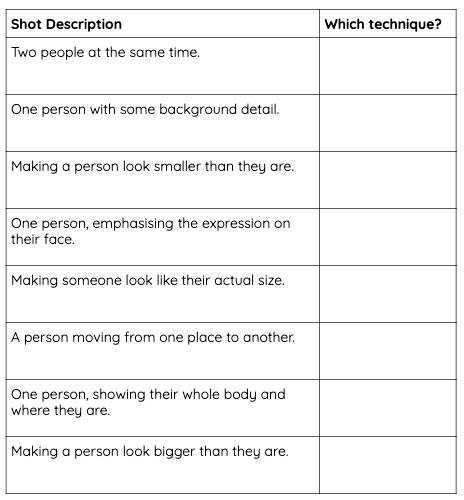 Shot Description
Which technique?
Two people at the same time.
One person with some background detail.
Making a person look smaller than they are.
One person, emphasising the expression on
their face.
Making someone look like their actual size.
A person moving from one place to another.
One person, showing their whole body and
where they are.
Making a person look bigger than they are.